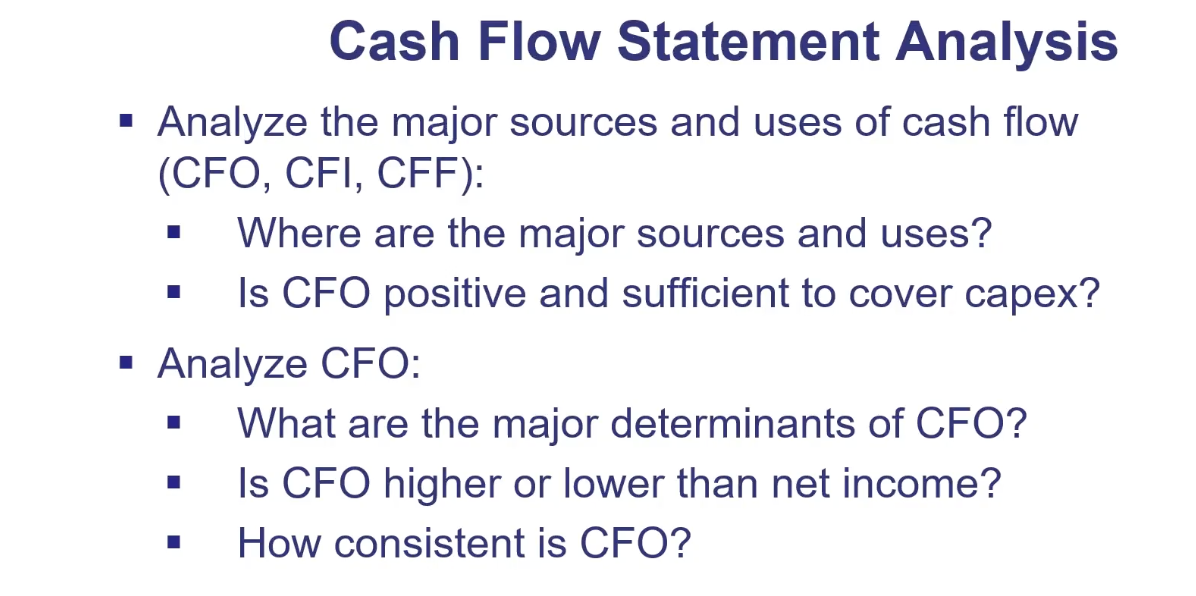 Cash Flow Statement Analysis
▪ Analyze the major sources and uses of cash flow
(CFO, CFI, CFF):
▪ Where are the major sources and uses?
▪ Is CFO positive and sufficient to cover capex?
▪ Analyze CFO:
▪ What are the major determinants of CFO?
▪ Is CFO higher or lower than net income?
▪ How consistent is CFO?